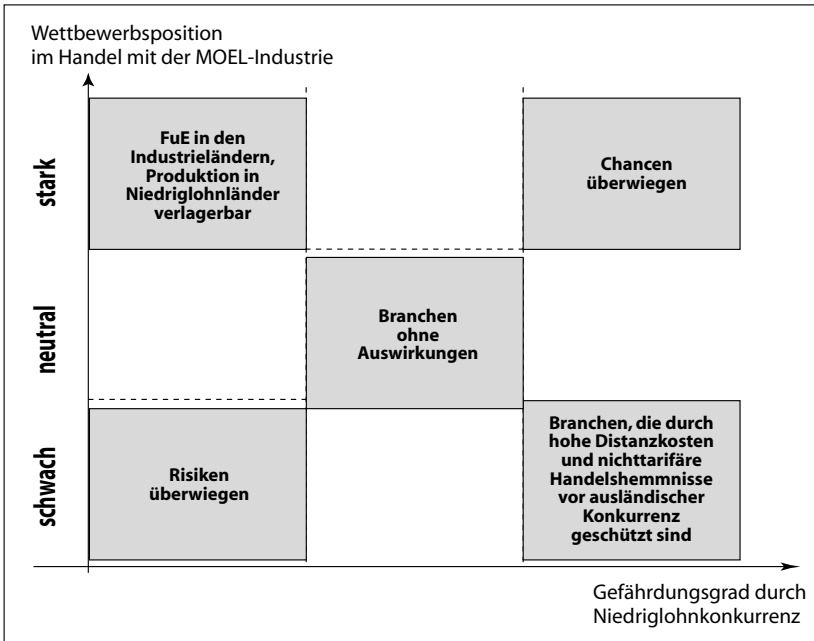 Wettbewerbsposition
im Handel mit der MOEL-Industrie
stark
FuE in den
Industrieländern,
Produktion in
Niedriglohnländer
verlagerbar
Chancen
überwiegen
neutral
Branchen
ohne
Auswirkungen
schwach
Risiken
überwiegen
Branchen, die durch
hohe Distanzkosten
und nichttarifäre
Handelshemmnisse
vor ausländischer
Konkurrenz
geschützt sind
Gefährdungsgrad durch
Niedriglohnkonkurrenz